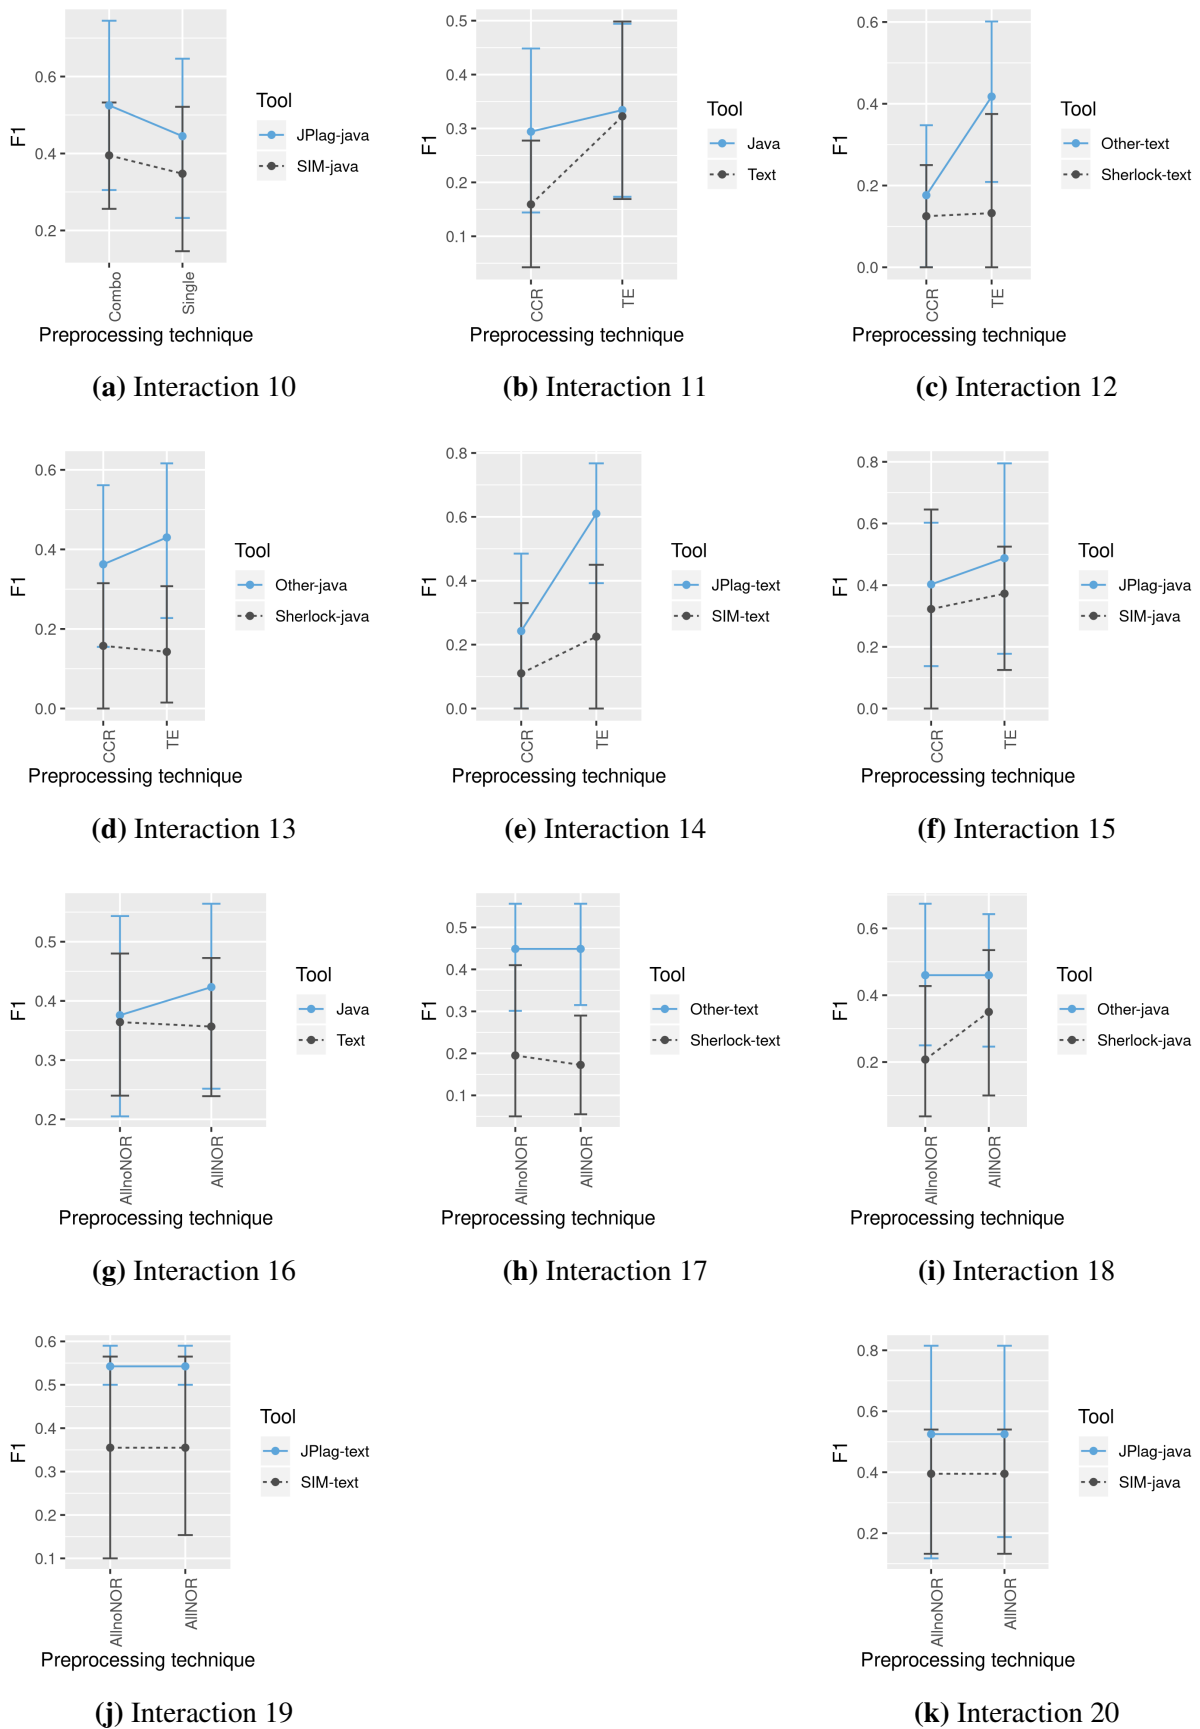 0.6
0.4
0.2
F1
Combo
Single
Preprocessing technique
Tool
JPlag-java
SIM-java
(a) Interaction 10
0.5
0.4
0.3
0.2
0.1
F1
CCR
TE
Preprocessing technique
Tool
Java
Text
(b) Interaction 11
0.6
0.4
0.2
0.0
F1
CCR
TE
Preprocessing technique
Tool
Other-text
Sherlock-text
(c) Interaction 12
0.6
0.4
0.2
0.0
F1
CCR
TE
Preprocessing technique
Tool
Other-java
Sherlock-java
(d) Interaction 13
0.8
0.6
0.4
0.2
0.0
F1
CCR
TE
Preprocessing technique
Tool
JPlag-text
SIM-text
(e) Interaction 14
0.8
0.6
0.4
0.2
0.0
F1
CCR
TE
Preprocessing technique
Tool
JPlag-java
SIM-java
(f) Interaction 15
0.5
0.4
0.3
0.2
F1
AllnoNOR
AllNOR
Preprocessing technique
Tool
Java
Text
(g) Interaction 16
0.5
0.4
0.3
0.2
0.1
F1
AllnoNOR
AllNOR
Preprocessing technique
Tool
Other-text
Sherlock-text
(h) Interaction 17
0.6
0.4
0.2
F1
AllnoNOR
AllNOR
Preprocessing technique
Tool
Other-java
Sherlock-java
(i) Interaction 18
0.6
0.5
0.4
0.3
0.2
0.1
F1
AllnoNOR
AllNOR
Preprocessing technique
Tool
JPlag-text
SIM-text
(j) Interaction 19
0.8
0.6
0.4
0.2
F1
AllnoNOR
AllNOR
Preprocessing technique
Tool
JPlag-java
SIM-java
(k) Interaction 20